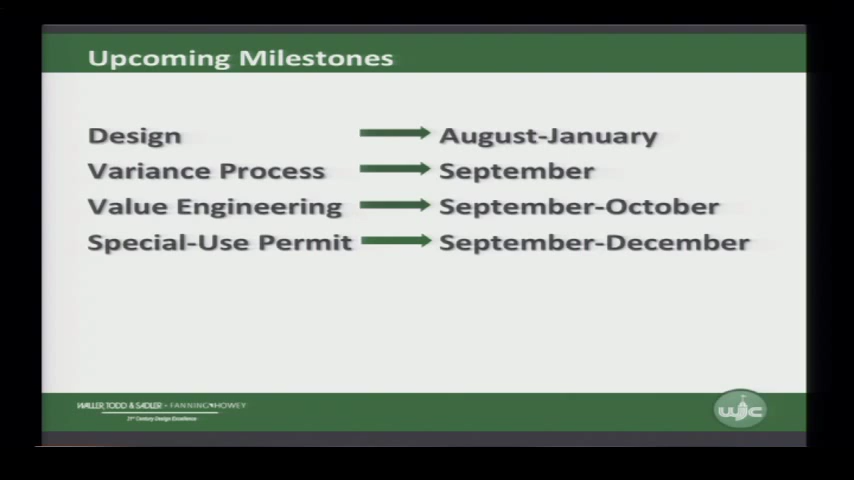 Upcoming Milestones
Design August-January
Variance Process September
Value Engineering September-October
Special-Use Permit September-December
WALLER, TODD & SADLER - FANNING HOWEY
21st Century Design Excellence
wjc